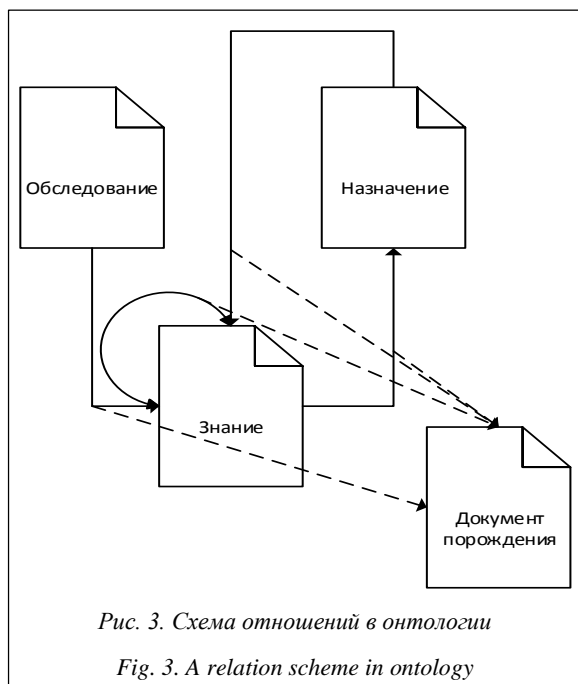 Обследование
Назначение
Знание
Документ
порождения
Рис. 3. Схема отношений в онтологии
Fig. 3. A relation scheme in ontology